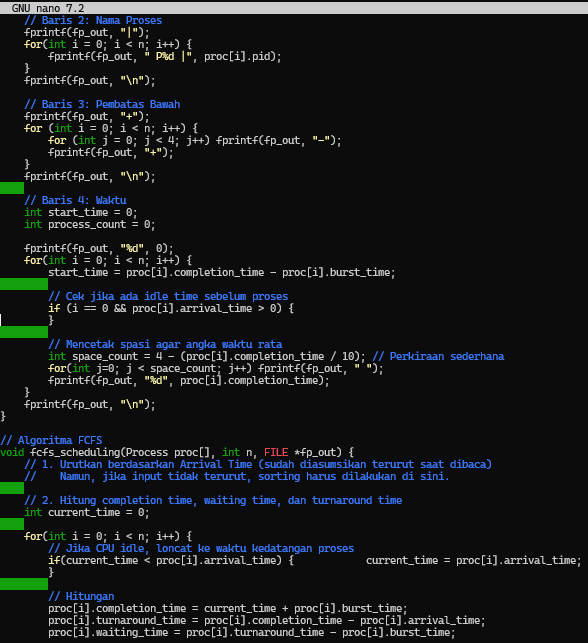 GNU nano 7.2
// Baris 2: Nama Proses
fprintf(fp_out, "|");
for(int i = 0; i < n; i++) {
fprintf(fp_out, " P%d |", proc[i].pid);
}
fprintf(fp_out, "\n");
// Baris 3: Pembatas Bawah
fprintf(fp_out, "+");
for (int i = 0; i < n; i++) {
for (int j = 0; j < 4; j++) fprintf(fp_out, "-");
fprintf(fp_out, "+");
}
fprintf(fp_out, "\n");
// Baris 4: Waktu
int start_time = 0;
int process_count = 0;
fprintf(fp_out, "%d", 0);
for(int i = 0; i < n; i++) {
start_time = proc[i].completion_time - proc[i].burst_time;
// Cek jika ada idle time sebelum proses
if (i == 0 && proc[i].arrival_time > 0) {
}
// Mencetak spasi agar angka waktu rata
int space_count = 4 - (proc[i].completion_time / 10); // Perkiraan sederhana
for(int j=0; j < space_count; j++) fprintf(fp_out, " ");
fprintf(fp_out, "%d", proc[i].completion_time);
}
fprintf(fp_out, "\n");
}
// Algoritma FCFS
void fcfs_scheduling(Process proc[], int n, FILE *fp_out) {
// 1. Urutkan berdasarkan Arrival Time (sudah diasumsikan terurut saat dibaca)
// Namun, jika input tidak terurut, sorting harus dilakukan di sini.
// 2. Hitung completion time, waiting time, dan turnaround time
int current_time = 0;
for(int i = 0; i < n; i++) {
// Jika CPU idle, loncat ke waktu kedatangan proses
if(current_time < proc[i].arrival_time) { current_time = proc[i].arrival_time;
}
// Hitungan
proc[i].completion_time = current_time + proc[i].burst_time;
proc[i].turnaround_time = proc[i].completion_time - proc[i].arrival_time;
proc[i].waiting_time = proc[i].turnaround_time - proc[i].burst_time;